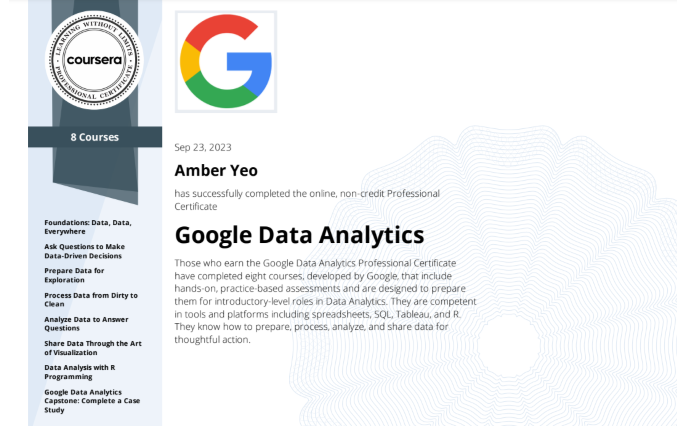 LEARNING WITHOUT LIMITS
coursera
PROFESSIONAL CERTIFICATE
8 Courses
Foundations: Data, Data,
Everywhere
Ask Questions to Make
Data-Driven Decisions
Prepare Data for
Exploration
Process Data from Dirty to
Clean
Analyze Data to Answer
Questions
Share Data Through the Art
of Visualization
Data Analysis with R
Programming
Google Data Analytics
Capstone: Complete a Case
Study
G
Sep 23, 2023
Amber Yeo
has successfully completed the online, non-credit Professional
Certificate
Google Data Analytics
Those who earn the Google Data Analytics Professional Certificate
have completed eight courses, developed by Google, that include
hands-on, practice-based assessments and are designed to prepare
them for introductory-level roles in Data Analytics. They are competent
in tools and platforms including spreadsheets, SQL, Tableau, and R.
They know how to prepare, process, analyze, and share data for
thoughtful action.